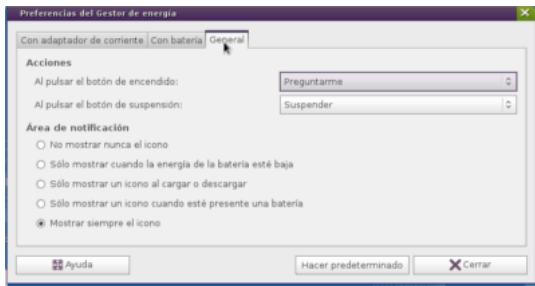 Preferencias del Gestor de energía
Con adaptador de corriente Con batería General
Acciones
Al pulsar el botón de encendido: Preguntarme
Al pulsar el botón de suspensión: Suspender
Área de notificación
No mostrar nunca el icono
Sólo mostrar cuando la energía de la batería esté baja
Sólo mostrar un icono al cargar o descargar
Sólo mostrar un icono cuando esté presente una batería
Mostrar siempre el icono
Ayuda Hacer predeterminado Cerrar